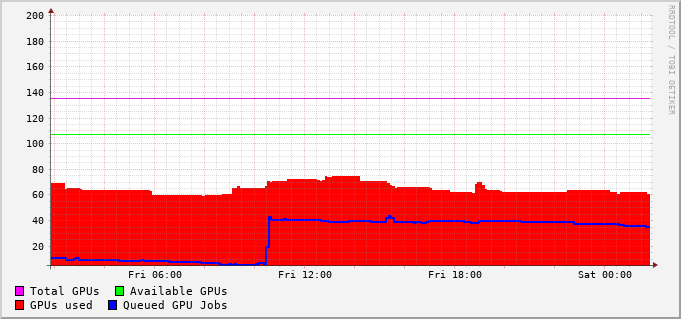 200
180
160
140
120
100
80
60
40
20
Fri 06:00 Fri 12:00 Fri 18:00 Sat 00:00
Total GPUs Available GPUs
GPUs used Queued GPU Jobs
RRDTOOL / TOBI OETIKER